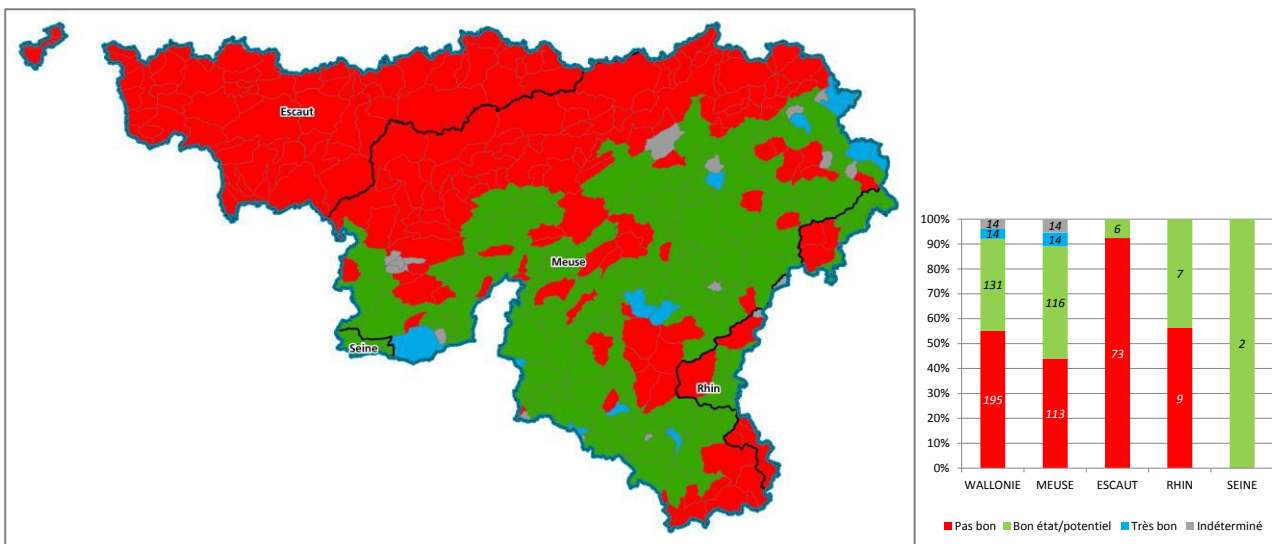 Escaut
Meuse
Seine
Rhin
100%
90%
80%
70%
60%
50%
40%
30%
20%
10%
0%
14 14
14 14 6
131 116 7
2
195 113 73 9
WALLONIE MEUSE ESCAUT RHIN SEINE
Pas bon Bon état/potentiel Très bon Indéterminé